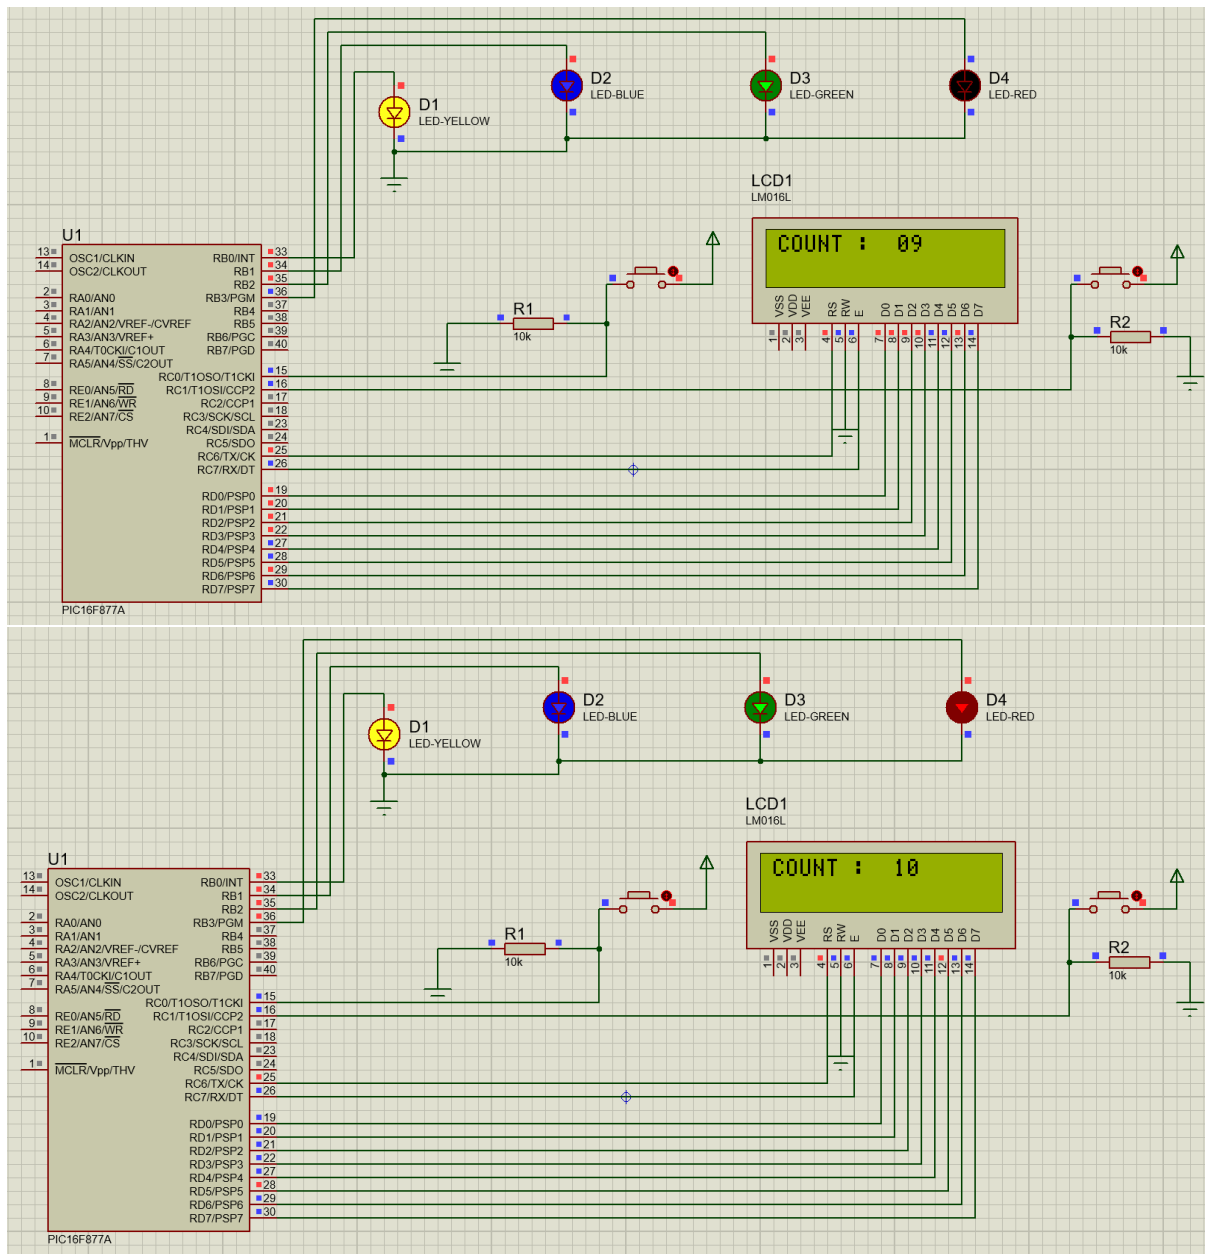 D1
LED-YELLOW
D2
LED-BLUE
D3
LED-GREEN
D4
LED-RED
LCD1
LM016L
COUNT : 09
VSS
VDD
VEE
RS
RW
E
D0
D1
D2
D3
D4
D5
D6
D7
1
2
3
4
5
6
7
8
9
10
11
12
13
14
R1
10k
R2
10k
U1
13 OSC1/CLKIN
14 OSC2/CLKOUT
2 RA0/AN0
3 RA1/AN1
4 RA2/AN2/VREF-/CVREF
5 RA3/AN3/VREF+
6 RA4/T0CKI/C1OUT
7 RA5/AN4/SS/C2OUT
8 RE0/AN5/RD
9 RE1/AN6/WR
10 RE2/AN7/CS
1 MCLR/Vpp/THV
RB0/INT 33
RB1 34
RB2 35
RB3/PGM 36
RB4 37
RB5 38
RB6/PGC 39
RB7/PGD 40
RC0/T1OSO/T1CKI 15
RC1/T1OSI/CCP2 16
RC2/CCP1 17
RC3/SCK/SCL 18
RC4/SDI/SDA 23
RC5/SDO 24
RC6/TX/CK 25
RC7/RX/DT 26
RD0/PSP0 19
RD1/PSP1 20
RD2/PSP2 21
RD3/PSP3 22
RD4/PSP4 27
RD5/PSP5 28
RD6/PSP6 29
RD7/PSP7 30
PIC16F877A
D1
LED-YELLOW
D2
LED-BLUE
D3
LED-GREEN
D4
LED-RED
LCD1
LM016L
COUNT : 10
VSS
VDD
VEE
RS
RW
E
D0
D1
D2
D3
D4
D5
D6
D7
1
2
3
4
5
6
7
8
9
10
11
12
13
14
R1
10k
R2
10k
U1
13 OSC1/CLKIN
14 OSC2/CLKOUT
2 RA0/AN0
3 RA1/AN1
4 RA2/AN2/VREF-/CVREF
5 RA3/AN3/VREF+
6 RA4/T0CKI/C1OUT
7 RA5/AN4/SS/C2OUT
8 RE0/AN5/RD
9 RE1/AN6/WR
10 RE2/AN7/CS
1 MCLR/Vpp/THV
RB0/INT 33
RB1 34
RB2 35
RB3/PGM 36
RB4 37
RB5 38
RB6/PGC 39
RB7/PGD 40
RC0/T1OSO/T1CKI 15
RC1/T1OSI/CCP2 16
RC2/CCP1 17
RC3/SCK/SCL 18
RC4/SDI/SDA 23
RC5/SDO 24
RC6/TX/CK 25
RC7/RX/DT 26
RD0/PSP0 19
RD1/PSP1 20
RD2/PSP2 21
RD3/PSP3 22
RD4/PSP4 27
RD5/PSP5 28
RD6/PSP6 29
RD7/PSP7 30
PIC16F877A